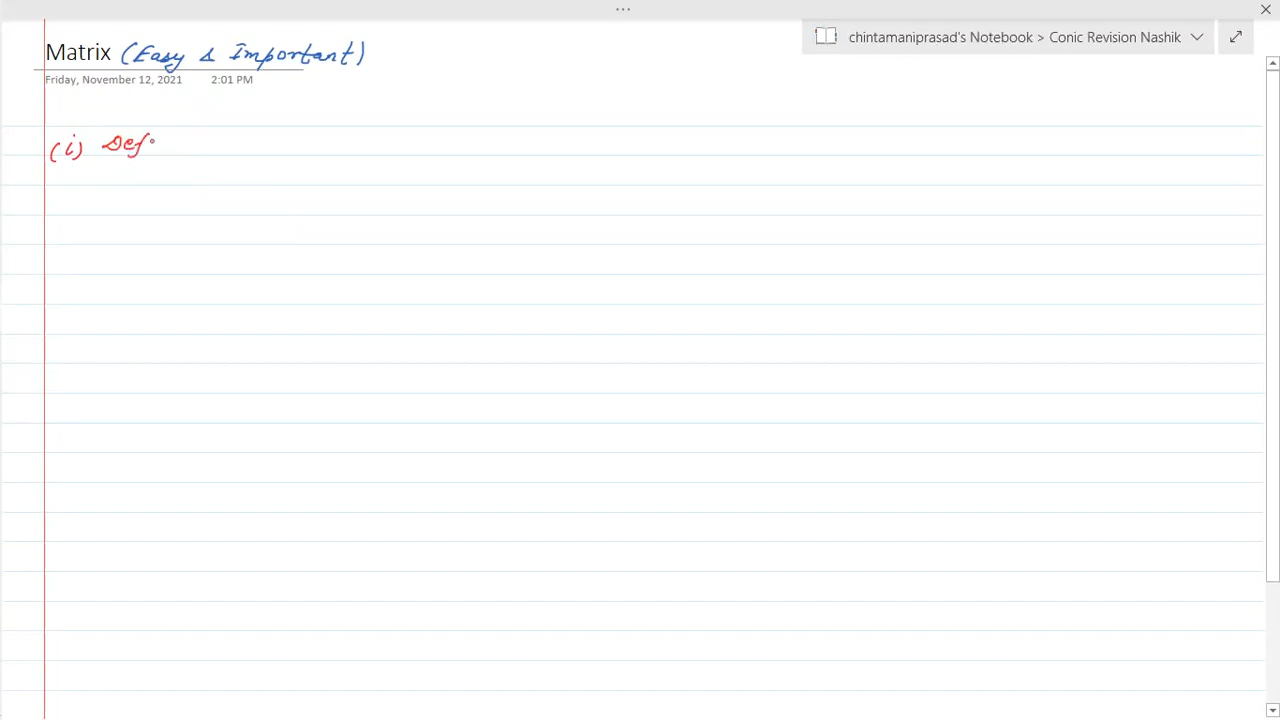 ...
chintamaniprasad's Notebook > Conic Revision Nashik
Matrix (Easy & Important)
Friday, November 12, 2021 2:01 PM
(i) Def.